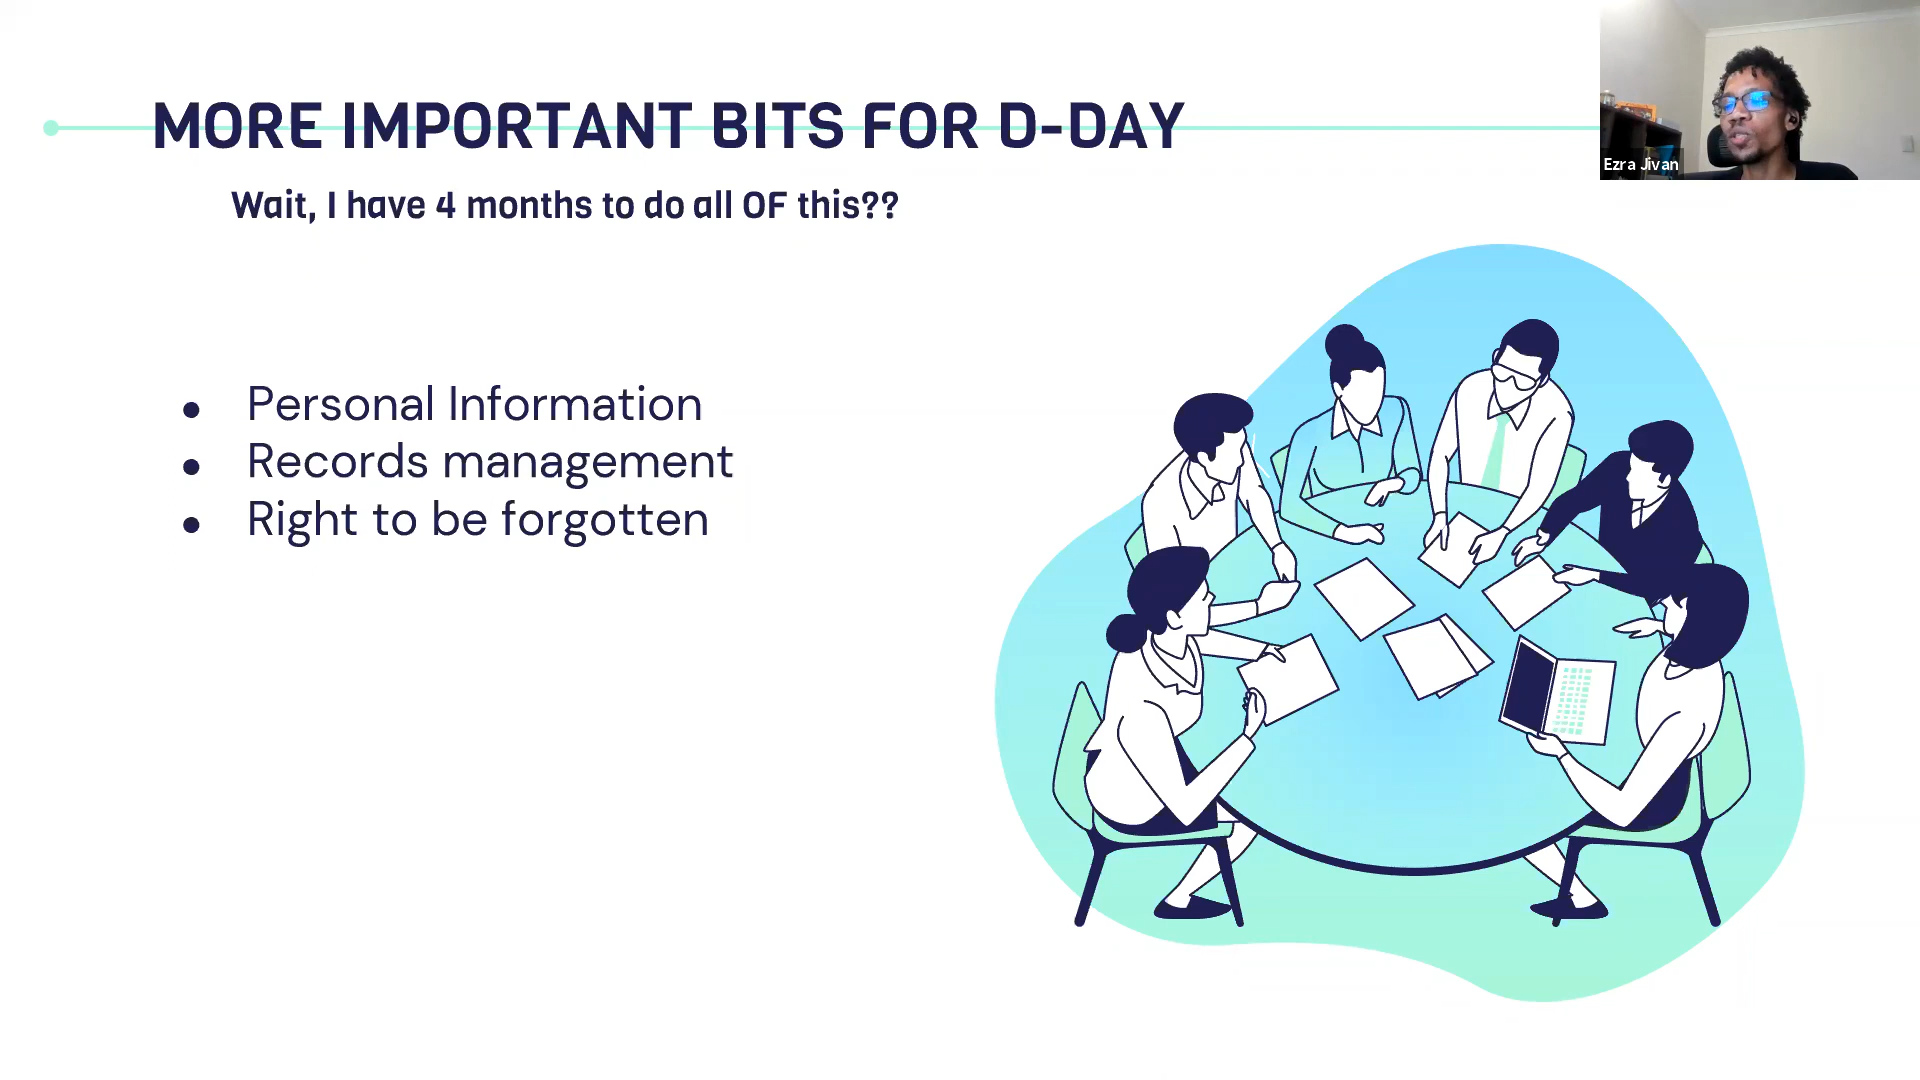 MORE IMPORTANT BITS FOR D-DAY
Wait, I have 4 months to do all OF this??
● Personal Information
● Records management
● Right to be forgotten
Ezra Jivan